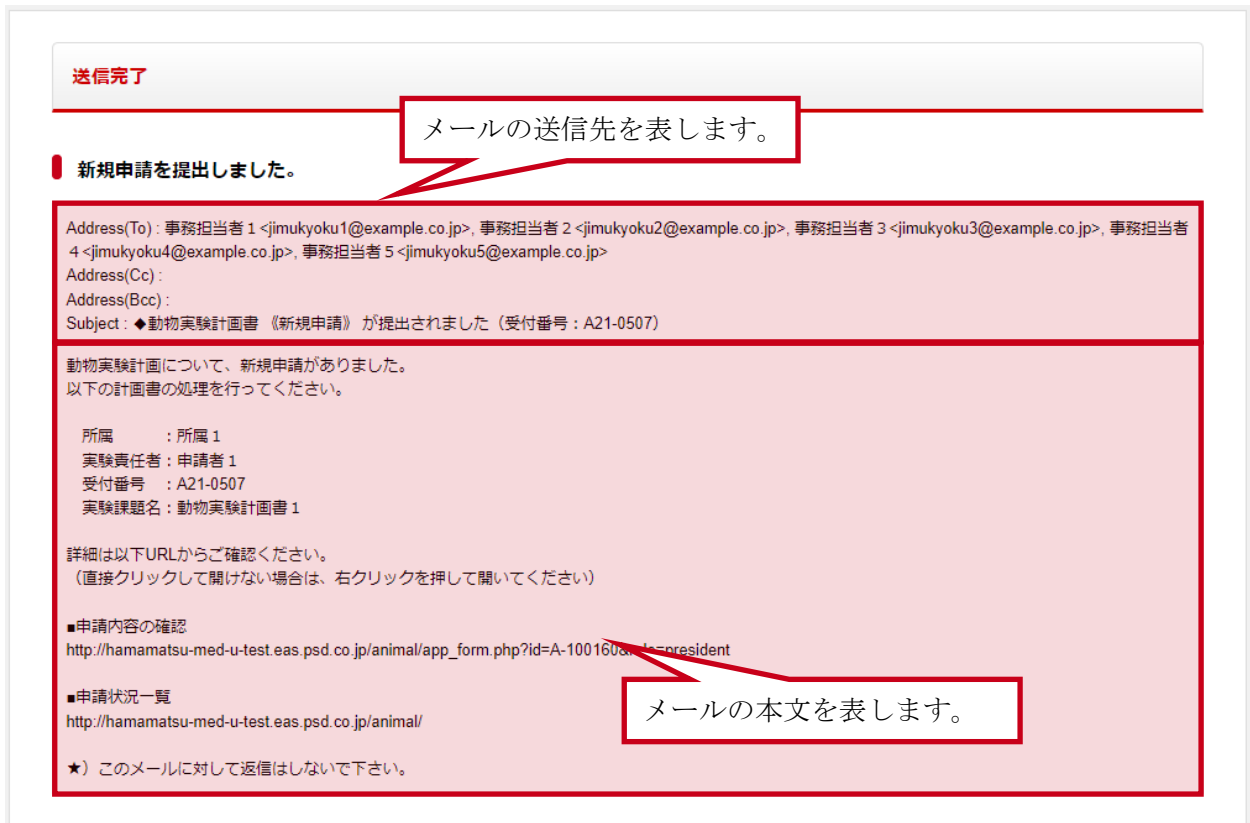 送信完了
メールの送信先を表します。
新規申請を提出しました。
Address(To) : 事務担当者１<jimukyoku1@example.co.jp>, 事務担当者２<jimukyoku2@example.co.jp>, 事務担当者３<jimukyoku3@example.co.jp>, 事務担当者
４<jimukyoku4@example.co.jp>, 事務担当者５<jimukyoku5@example.co.jp>
Address(Cc) :
Address(Bcc) :
Subject : ◆動物実験計画書 《新規申請》 が提出されました（受付番号：A21-0507）
動物実験計画について、新規申請がありました。
以下の計画書の処理を行ってください。
所属　　　：所属１
実験責任者：申請者１
受付番号　：A21-0507
実験課題名：動物実験計画書１
詳細は以下URLからご確認ください。
（直接クリックして開けない場合は、右クリックを押して開いてください）
■申請内容の確認
http://hamamatsu-med-u-test.eas.psd.co.jp/animal/app_form.php?id=A-100160 president
■申請状況一覧
メールの本文を表します。
http://hamamatsu-med-u-test.eas.psd.co.jp/animal/
★）このメールに対して返信はしないで下さい。